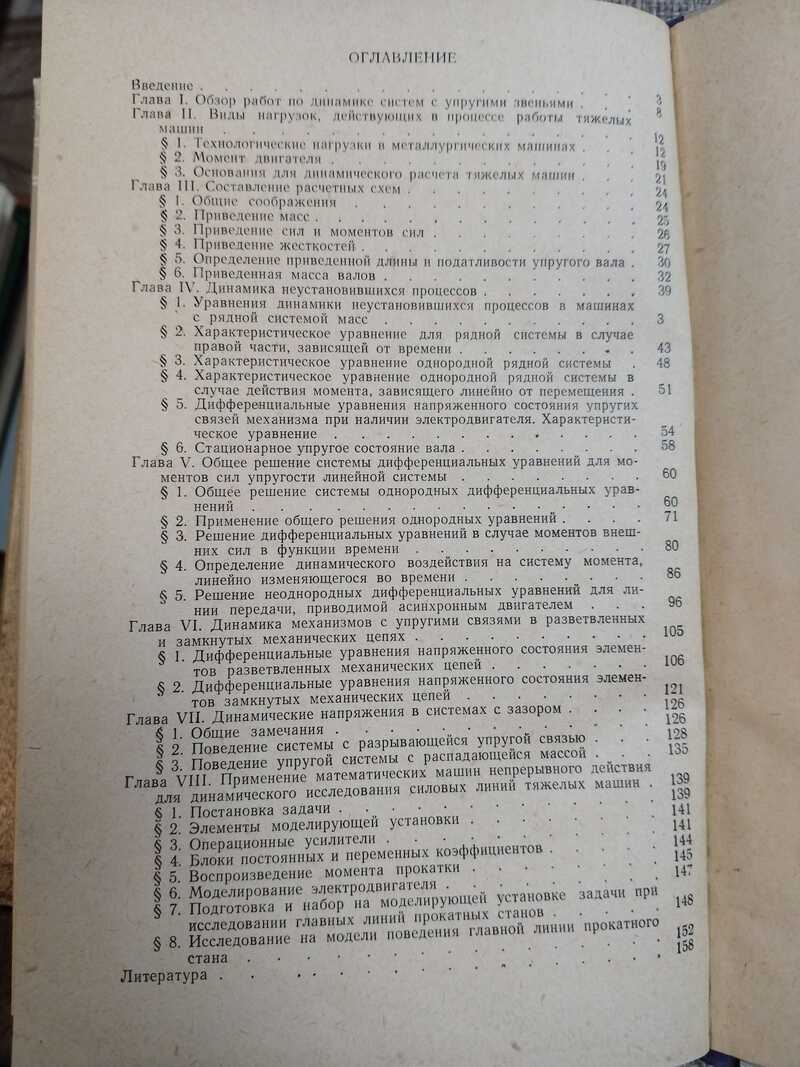 ОГЛАВЛЕНИЕ
Введение . . . . . . . . . . . . . . . . 3
Глава I. Обзор работ по динамике систем с упругими звеньями . . . 8
Глава II. Виды нагрузок, действующих в процессе работы тяжелых
машин . . . . . . . . . . . . . . . 12
§ 1. Технологические нагрузки в металлургических машинах . . . 12
§ 2. Момент двигателя . . . . . . . . . . . . 19
§ 3. Основания для динамического расчета тяжелых машин . . . 21
Глава III. Составление расчетных схем . . . . . . . . . 24
§ 1. Общие соображения . . . . . . . . . . . 24
§ 2. Приведение масс . . . . . . . . . . . . 25
§ 3. Приведение сил и моментов сил . . . . . . . . 26
§ 4. Приведение жесткостей . . . . . . . . . . 27
§ 5. Определение приведенной длины и податливости упругого вала . 30
§ 6. Приведенная масса валов . . . . . . . . . . 32
Глава IV. Динамика неустановившихся процессов . . . . . . 39
§ 1. Уравнения динамики неустановившихся процессов в машинах
с рядной системой масс . . . . . . . . . . 3
§ 2. Характеристическое уравнение для рядной системы в случае
правой части, зависящей от времени . . . . . . . 43
§ 3. Характеристическое уравнение однородной рядной системы . 48
§ 4. Характеристическое уравнение однородной рядной системы в
случае действия момента, зависящего линейно от перемещения . 51
§ 5. Дифференциальные уравнения напряженного состояния упругих
связей механизма при наличии электродвигателя. Характеристи-
ческое уравнение . . . . . . . . . . . . 54
§ 6. Стационарное упругое состояние вала . . . . . . . 58
Глава V. Общее решение системы дифференциальных уравнений для мо-
ментов сил упругости линейной системы . . . . . . . 60
§ 1. Общее решение системы однородных дифференциальных урав-
нений . . . . . . . . . . . . . . . 60
§ 2. Применение общего решения однородных уравнений . . . . 71
§ 3. Решение дифференциальных уравнений в случае моментов внеш-
них сил в функции времени . . . . . . . . . 80
§ 4. Определение динамического воздействия на систему момента,
линейно изменяющегося во времени . . . . . . . 86
§ 5. Решение неоднородных дифференциальных уравнений для ли-
нии передачи, приводимой асинхронным двигателем . . . 96
Глава VI. Динамика механизмов с упругими связями в разветвленных
и замкнутых механических цепях . . . . . . . . . 105
§ 1. Дифференциальные уравнения напряженного состояния элемен-
тов разветвленных механических цепей . . . . . . 106
§ 2. Дифференциальные уравнения напряженного состояния элемен-
тов замкнутых механических цепей . . . . . . . 121
Глава VII. Динамические напряжения в системах с зазором . . . . 126
§ 1. Общие замечания . . . . . . . . . . . . 126
§ 2. Поведение системы с разрывающейся упругой связью . . . 128
§ 3. Поведение упругой системы с распадающейся массой . . . 135
Глава VIII. Применение математических машин непрерывного действия
для динамического исследования силовых линий тяжелых машин . 139
§ 1. Постановка задачи . . . . . . . . . . . . 139
§ 2. Элементы моделирующей установки . . . . . . . 141
§ 3. Операционные усилители . . . . . . . . . . 141
§ 4. Блоки постоянных и переменных коэффициентов . . . . 144
§ 5. Воспроизведение момента прокатки . . . . . . . 145
§ 6. Моделирование электродвигателя . . . . . . . . 147
§ 7. Подготовка и набор на моделирующей установке задачи при
исследовании главных линий прокатных станов . . . . . 148
§ 8. Исследование на модели поведения главной линии прокатного
стана . . . . . . . . . . . . . . . 152
Литература . . . . . . . . . . . . . . . 158